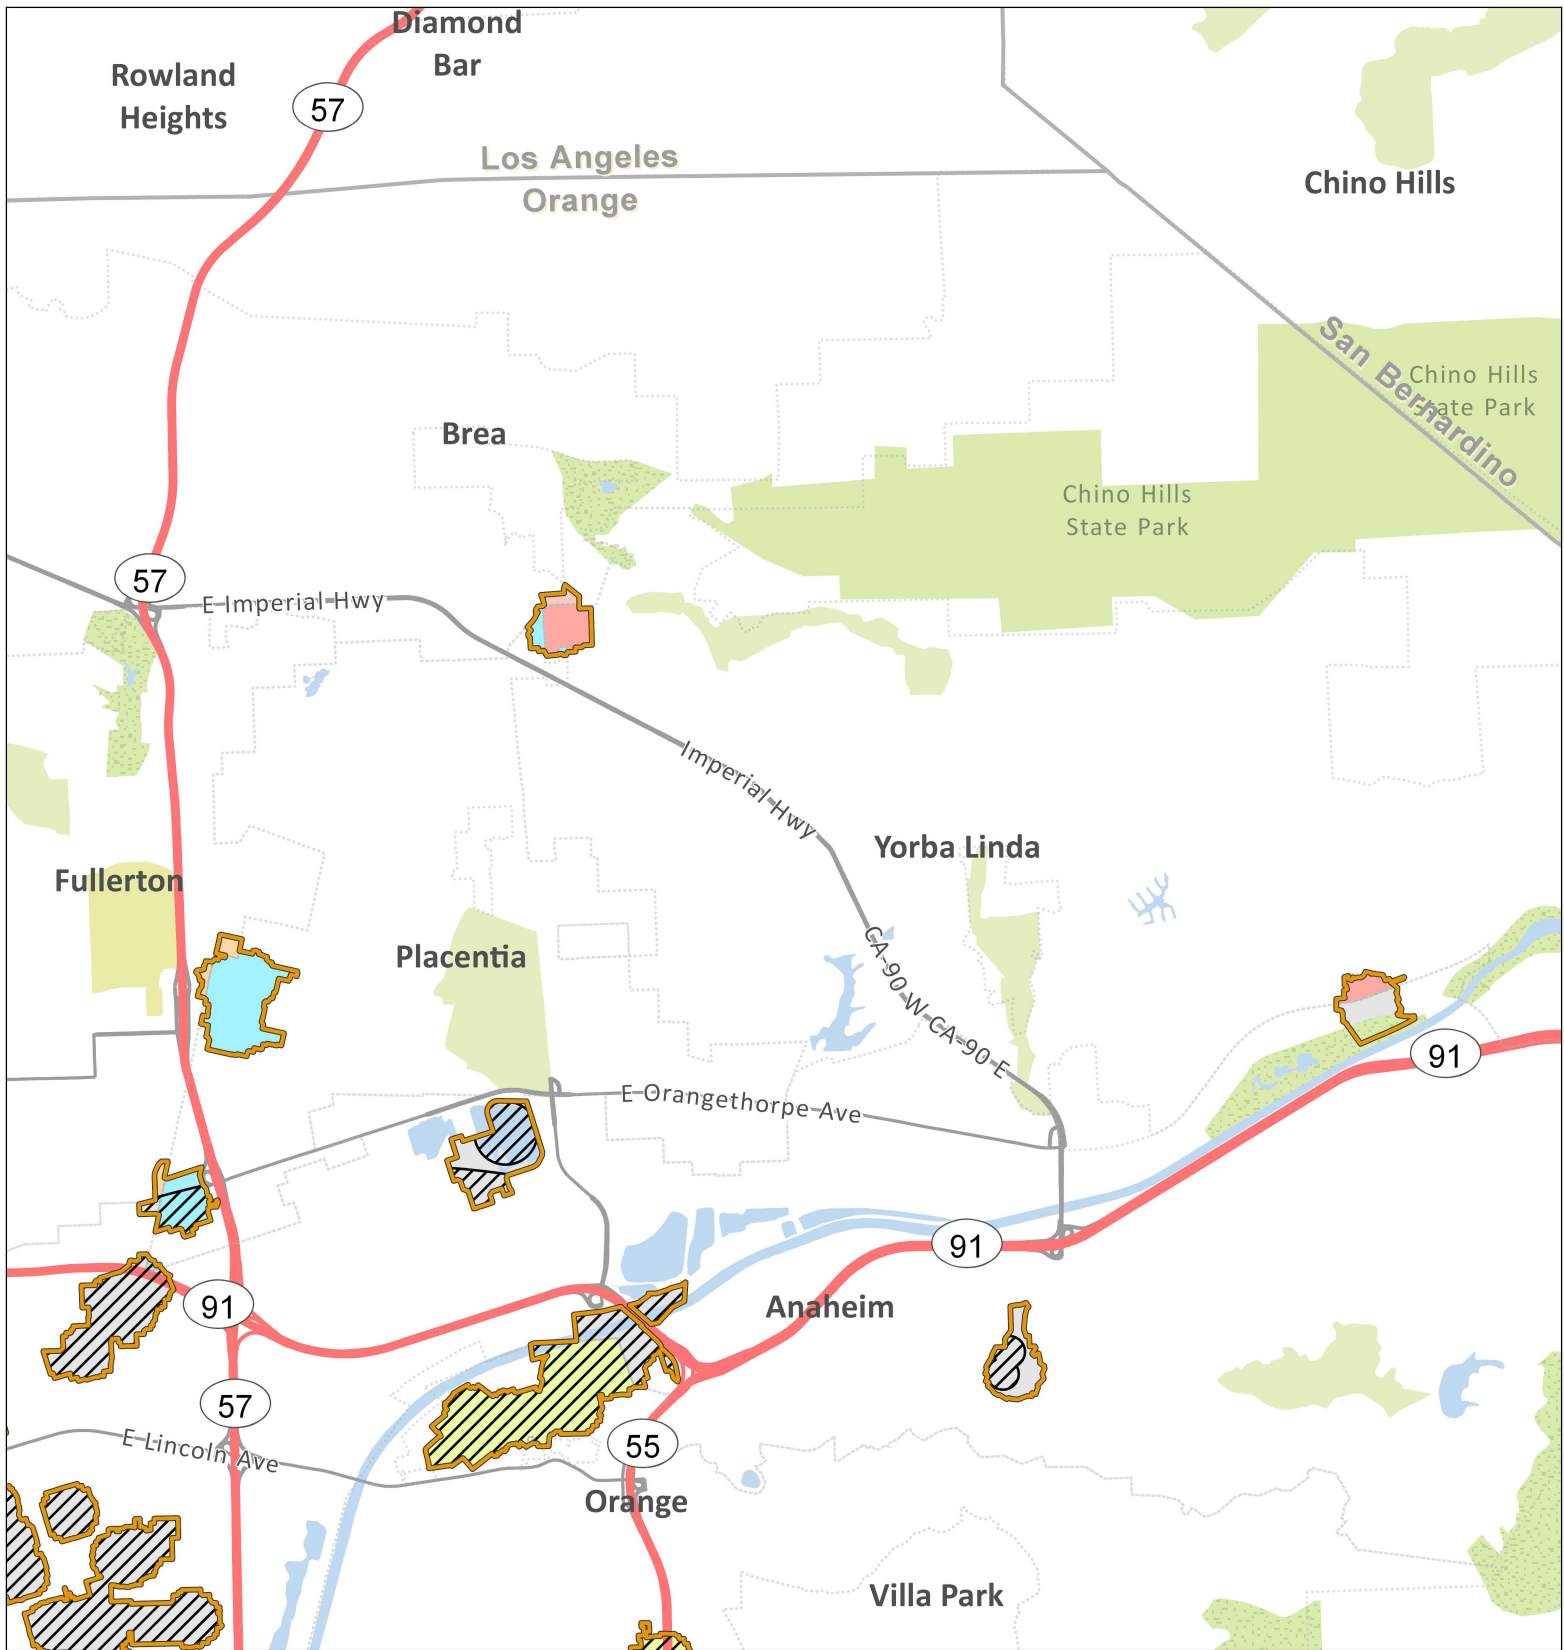 Diamond
Bar
Rowland
Heights
57
Los Angeles
Orange
Chino Hills
San Bernardino
Chino Hills
State Park
Brea
Chino Hills
State Park
57
E Imperial Hwy
Imperial Hwy
Yorba Linda
Fullerton
CA-90 W CA-90 E
Placentia
91
E Orangethorpe Ave
91
91
Anaheim
57
E Lincoln Ave
55
Orange
Villa Park